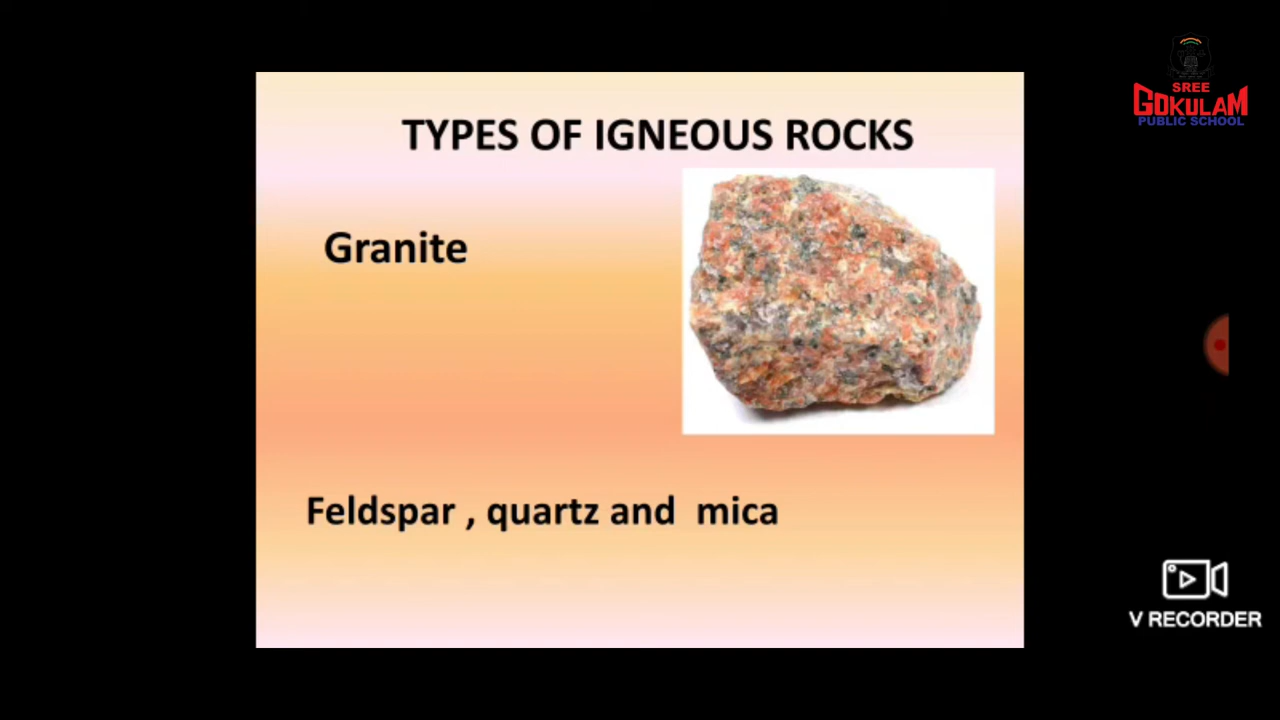 SREE
GOKULAM
PUBLIC SCHOOL
TYPES OF IGNEOUS ROCKS
Granite
Feldspar , quartz and  mica
V RECORDER